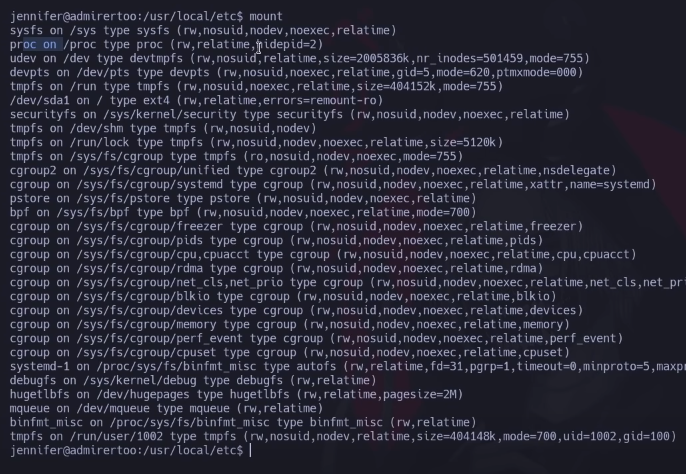 jennifer@admirertoo:/usr/local/etc$ mount
sysfs on /sys type sysfs (rw,nosuid,nodev,noexec,relatime)
proc on /proc type proc (rw,relatime,hidepid=2)
udev on /dev type devtmpfs (rw,nosuid,relatime,size=2005836k,nr_inodes=501459,mode=755)
devpts on /dev/pts type devpts (rw,nosuid,noexec,relatime,gid=5,mode=620,ptmxmode=000)
tmpfs on /run type tmpfs (rw,nosuid,noexec,relatime,size=404152k,mode=755)
/dev/sda1 on / type ext4 (rw,relatime,errors=remount-ro)
securityfs on /sys/kernel/security type securityfs (rw,nosuid,nodev,noexec,relatime)
tmpfs on /dev/shm type tmpfs (rw,nosuid,nodev)
tmpfs on /run/lock type tmpfs (rw,nosuid,nodev,noexec,relatime,size=5120k)
tmpfs on /sys/fs/cgroup type tmpfs (ro,nosuid,nodev,noexec,mode=755)
cgroup2 on /sys/fs/cgroup/unified type cgroup2 (rw,nosuid,nodev,noexec,relatime,nsdelegate)
cgroup on /sys/fs/cgroup/systemd type cgroup (rw,nosuid,nodev,noexec,relatime,xattr,name=systemd)
pstore on /sys/fs/pstore type pstore (rw,nosuid,nodev,noexec,relatime)
bpf on /sys/fs/bpf type bpf (rw,nosuid,nodev,noexec,relatime,mode=700)
cgroup on /sys/fs/cgroup/freezer type cgroup (rw,nosuid,nodev,noexec,relatime,freezer)
cgroup on /sys/fs/cgroup/pids type cgroup (rw,nosuid,nodev,noexec,relatime,pids)
cgroup on /sys/fs/cgroup/cpu,cpuacct type cgroup (rw,nosuid,nodev,noexec,relatime,cpu,cpuacct)
cgroup on /sys/fs/cgroup/rdma type cgroup (rw,nosuid,nodev,noexec,relatime,rdma)
cgroup on /sys/fs/cgroup/net_cls,net_prio type cgroup (rw,nosuid,nodev,noexec,relatime,net_cls,net_pri
cgroup on /sys/fs/cgroup/blkio type cgroup (rw,nosuid,nodev,noexec,relatime,blkio)
cgroup on /sys/fs/cgroup/devices type cgroup (rw,nosuid,nodev,noexec,relatime,devices)
cgroup on /sys/fs/cgroup/memory type cgroup (rw,nosuid,nodev,noexec,relatime,memory)
cgroup on /sys/fs/cgroup/perf_event type cgroup (rw,nosuid,nodev,noexec,relatime,perf_event)
cgroup on /sys/fs/cgroup/cpuset type cgroup (rw,nosuid,nodev,noexec,relatime,cpuset)
systemd-1 on /proc/sys/fs/binfmt_misc type autofs (rw,relatime,fd=31,pgrp=1,timeout=0,minproto=5,maxpr
debugfs on /sys/kernel/debug type debugfs (rw,relatime)
hugetlbfs on /dev/hugepages type hugetlbfs (rw,relatime,pagesize=2M)
mqueue on /dev/mqueue type mqueue (rw,relatime)
binfmt_misc on /proc/sys/fs/binfmt_misc type binfmt_misc (rw,relatime)
tmpfs on /run/user/1002 type tmpfs (rw,nosuid,nodev,relatime,size=404148k,mode=700,uid=1002,gid=100)
jennifer@admirertoo:/usr/local/etc$